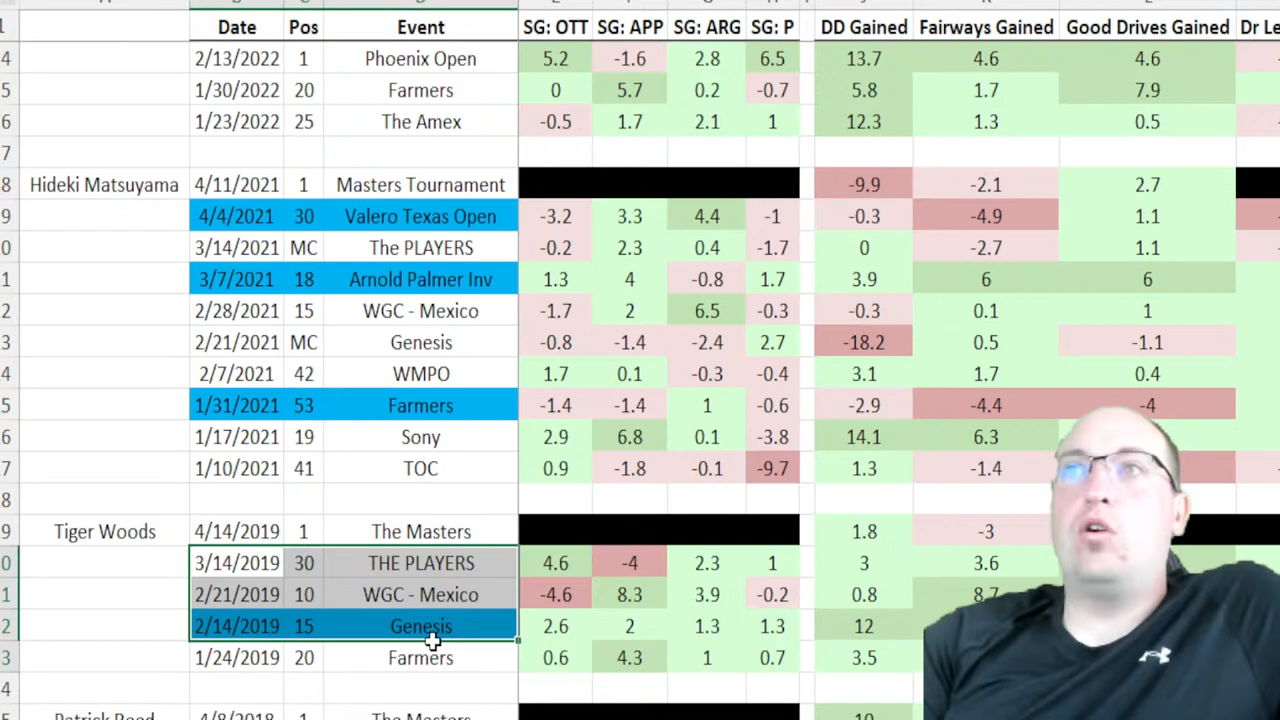 1 Date Pos Event SG: OTT SG: APP SG: ARG SG: P DD Gained Fairways Gained Good Drives Gained Dr Le
4 2/13/2022 1 Phoenix Open 5.2 -1.6 2.8 6.5 13.7 4.6 4.6
5 1/30/2022 20 Farmers 0 5.7 0.2 -0.7 5.8 1.7 7.9
6 1/23/2022 25 The Amex -0.5 1.7 2.1 1 12.3 1.3 0.5
7
8 Hideki Matsuyama 4/11/2021 1 Masters Tournament -9.9 -2.1 2.7
9 4/4/2021 30 Valero Texas Open -3.2 3.3 4.4 -1 -0.3 -4.9 1.1
0 3/14/2021 MC The PLAYERS -0.2 2.3 0.4 -1.7 0 -2.7 1.1
1 3/7/2021 18 Arnold Palmer Inv 1.3 4 -0.8 1.7 3.9 6 6
2 2/28/2021 15 WGC - Mexico -1.7 2 6.5 -0.3 -0.3 0.1 1
3 2/21/2021 MC Genesis -0.8 -1.4 -2.4 2.7 -18.2 0.5 -1.1
4 2/7/2021 42 WMPO 1.7 0.1 -0.3 -0.4 3.1 1.7 0.4
5 1/31/2021 53 Farmers -1.4 -1.4 1 -0.6 -2.9 -4.4 -4
6 1/17/2021 19 Sony 2.9 6.8 0.1 -3.8 14.1 6.3
7 1/10/2021 41 TOC 0.9 -1.8 -0.1 -9.7 1.3 -1.4
8
9 Tiger Woods 4/14/2019 1 The Masters 1.8 -3
0 3/14/2019 30 THE PLAYERS 4.6 -4 2.3 1 3 3.6
1 2/21/2019 10 WGC - Mexico -4.6 8.3 3.9 -0.2 0.8 8.7
2 2/14/2019 15 Genesis 2.6 2 1.3 1.3 12
3 1/24/2019 20 Farmers 0.6 4.3 1 0.7 3.5
4
5 Patrick Reed 4/8/2018 1 The Masters 10